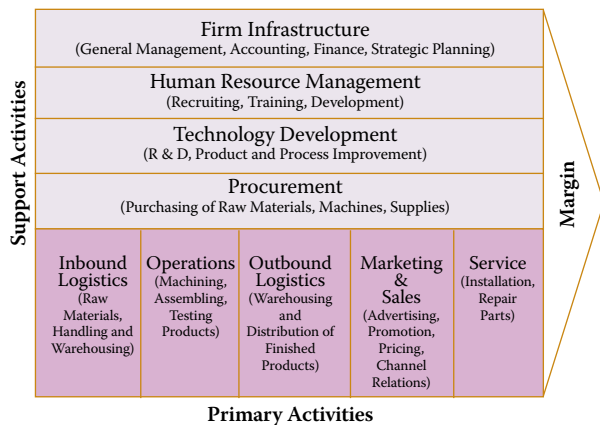 Firm Infrastructure
(General Management, Accounting, Finance, Strategic Planning)
Human Resource Management
(Recruiting, Training, Development)
Technology Development
(R & D, Product and Process Improvement)
Procurement
(Purchasing of Raw Materials, Machines, Supplies)
Support Activities
Margin
Inbound
Logistics
(Raw
Materials,
Handling and
Warehousing)
Operations
(Machining,
Assembling,
Testing
Products)
Outbound
Logistics
(Warehousing
and
Distribution of
Finished
Products)
Marketing
&
Sales
(Advertising,
Promotion,
Pricing,
Channel
Relations)
Service
(Installation,
Repair
Parts)
Primary Activities